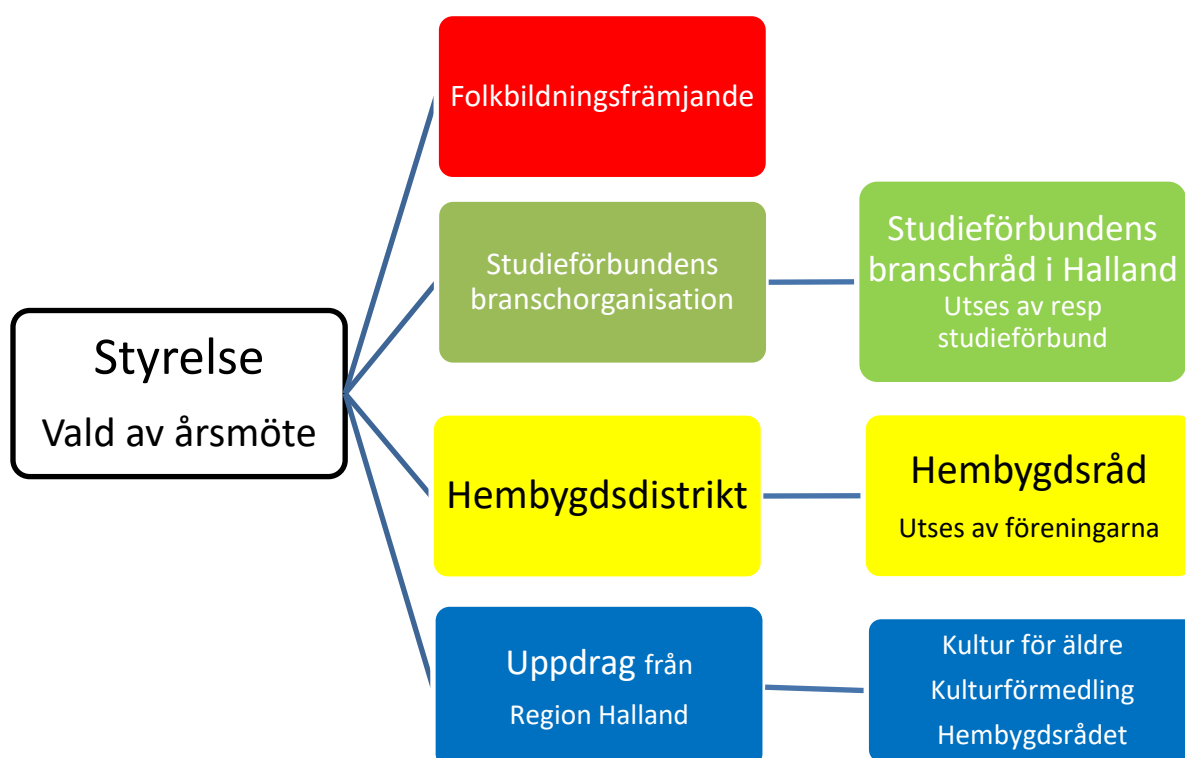 Styrelse
Vald av årsmöte
Folkbildningsfrämjande
Studieförbundens
branschorganisation
Studieförbundens
branschråd i Halland
Utses av resp
studieförbund
Hembygdsdistrikt
Hembygdsråd
Utses av föreningarna
Uppdrag från
Region Halland
Kultur för äldre
Kulturförmedling
Hembygdsrådet